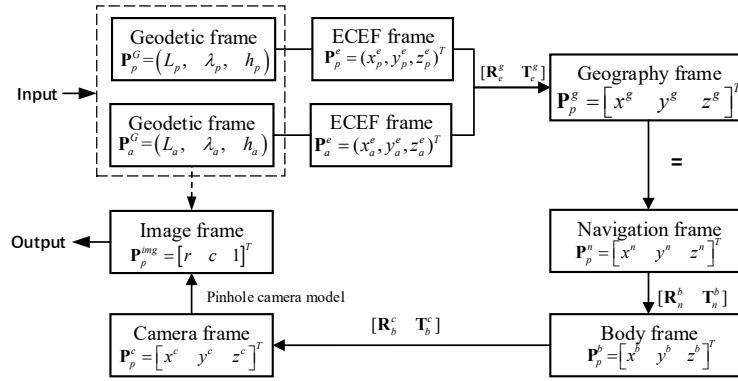 Input
Geodetic frame
P_p^G=(L_p, λ_p, h_p)
ECEF frame
P_p^e=(x_p^e,y_p^e,z_p^e)^T
Geodetic frame
P_a^G=(L_a, λ_a, h_a)
ECEF frame
P_a^e=(x_a^e,y_a^e,z_a^e)^T
[R_e^g T_e^g]
Geography frame
P_p^g=[x^g y^g z^g]^T
=
Output
Image frame
P_p^img=[r c 1]^T
Navigation frame
P_p^n=[x^n y^n z^n]^T
Pinhole camera model
[R_n^b T_n^b]
Camera frame
P_p^c=[x^c y^c z^c]^T
[R_b^c T_b^c]
Body frame
P_p^b=[x^b y^b z^b]^T